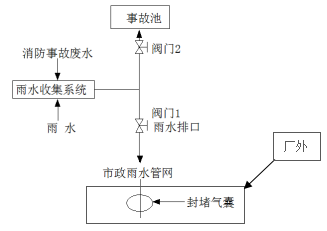 事故池
消防事故废水
阀门2
雨水收集系统
阀门1
雨水排口
雨 水
厂外
市政雨水管网
封堵气囊